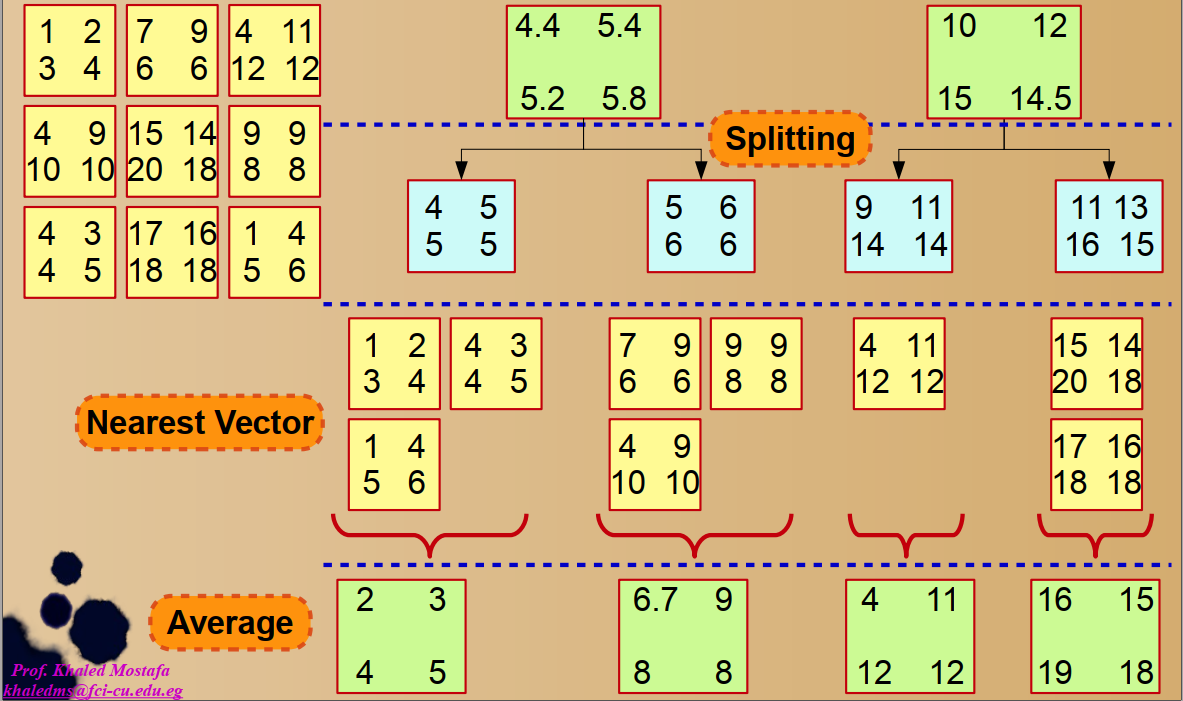 1 2 7 9 4 11
3 4 6 6 12 12
4 9 15 14 9 9
10 10 20 18 8 8
4 3 17 16 1 4
4 5 18 18 5 6
4.4 5.4 10 12
5.2 5.8 15 14.5
Splitting
4 5 5 6 9 11 11 13
5 5 6 6 14 14 16 15
Nearest Vector
1 2 4 3 7 9 9 9 4 11 15 14
3 4 4 5 6 6 8 8 12 12 20 18
1 4 4 9 17 16
5 6 10 10 18 18
Average
2 3 6.7 9 4 11 16 15
4 5 8 8 12 12 19 18
Prof. Khaled Mostafa
khaledms@fci-cu.edu.eg